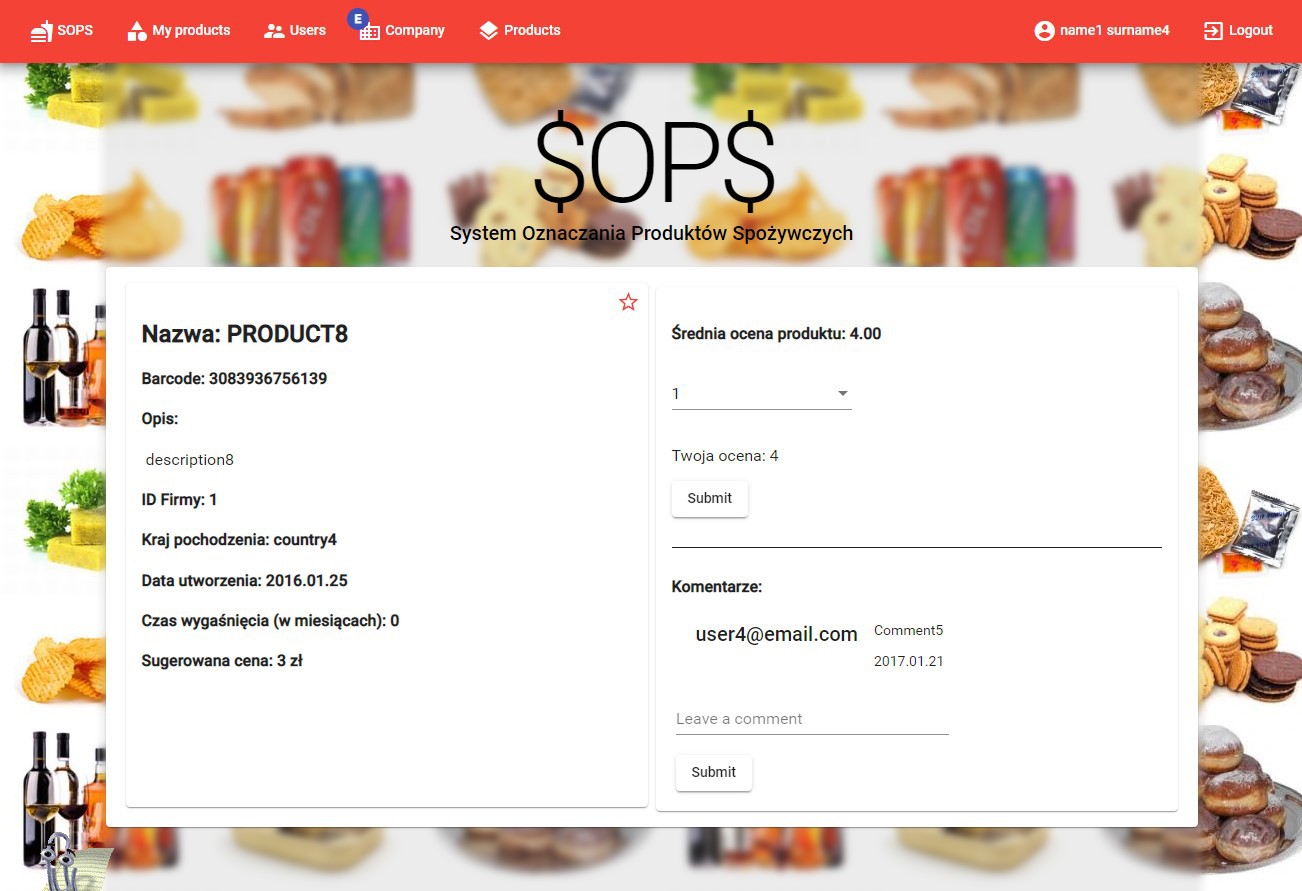 SOPS
My products
Users
E
Company
Products
name1 surname4
Logout
$OP$
System Oznaczania Produktów Spożywczych
Nazwa: PRODUCT8
Barcode: 3083936756139
Opis:
description8
ID Firmy: 1
Kraj pochodzenia: country4
Data utworzenia: 2016.01.25
Czas wygaśnięcia (w miesiącach): 0
Sugerowana cena: 3 zł
Średnia ocena produktu: 4.00
1
Twoja ocena: 4
Submit
Komentarze:
user4@email.com
Comment5
2017.01.21
Leave a comment
Submit